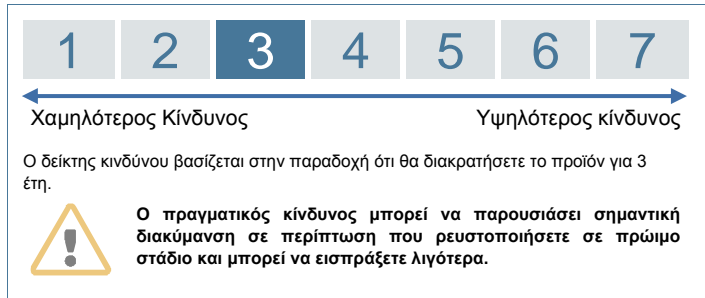 1 2 3 4 5 6 7
Χαμηλότερος Κίνδυνος Υψηλότερος κίνδυνος
Ο δείκτης κινδύνου βασίζεται στην παραδοχή ότι θα διακρατήσετε το προϊόν για 3
έτη.
Ο πραγματικός κίνδυνος μπορεί να παρουσιάσει σημαντική
διακύμανση σε περίπτωση που ρευστοποιήσετε σε πρώιμο
στάδιο και μπορεί να εισπράξετε λιγότερα.